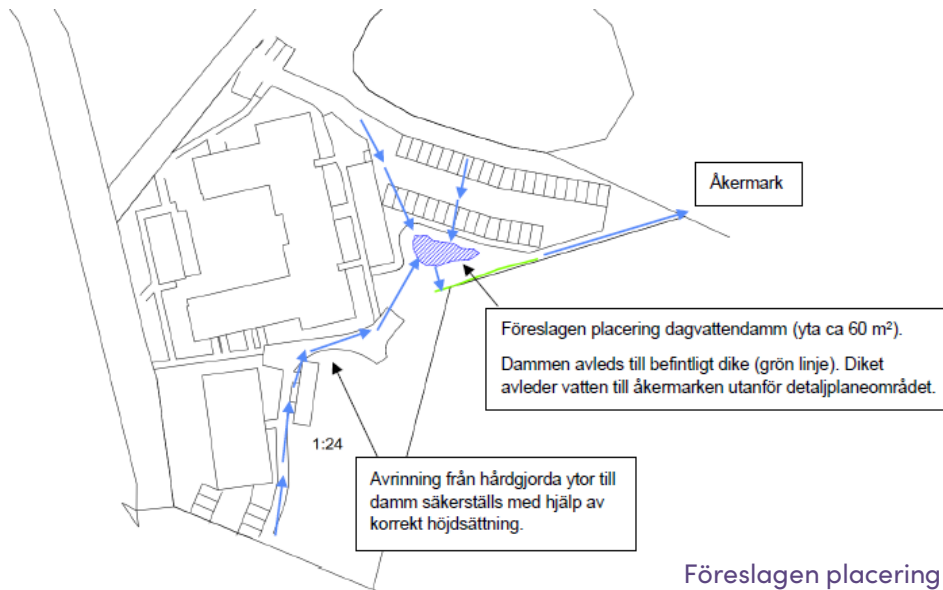 Åkermark
Föreslagen placering dagvattendamm (yta ca 60 m²).
Dammen avleds till befintligt dike (grön linje). Diket
avleder vatten till åkermarken utanför detaljplaneområdet.
1:24
Avrinning från hårdgjorda ytor till
damm säkerställs med hjälp av
korrekt höjdsättning.
Föreslagen placering